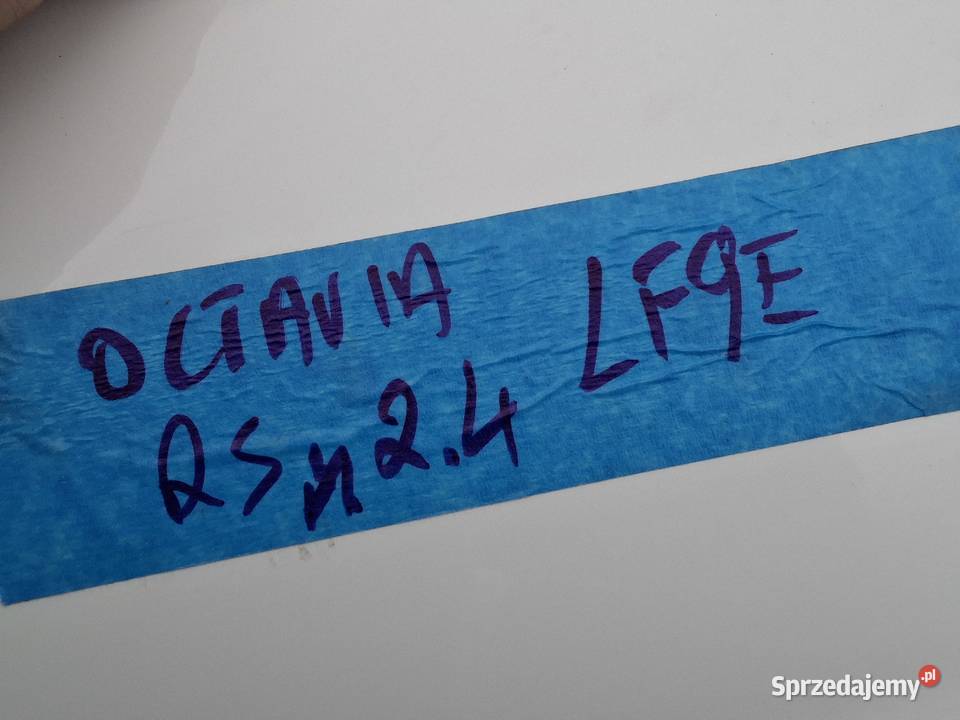 OCTAVIA LF9E
RS 2.4
Sprzedajemy.pl